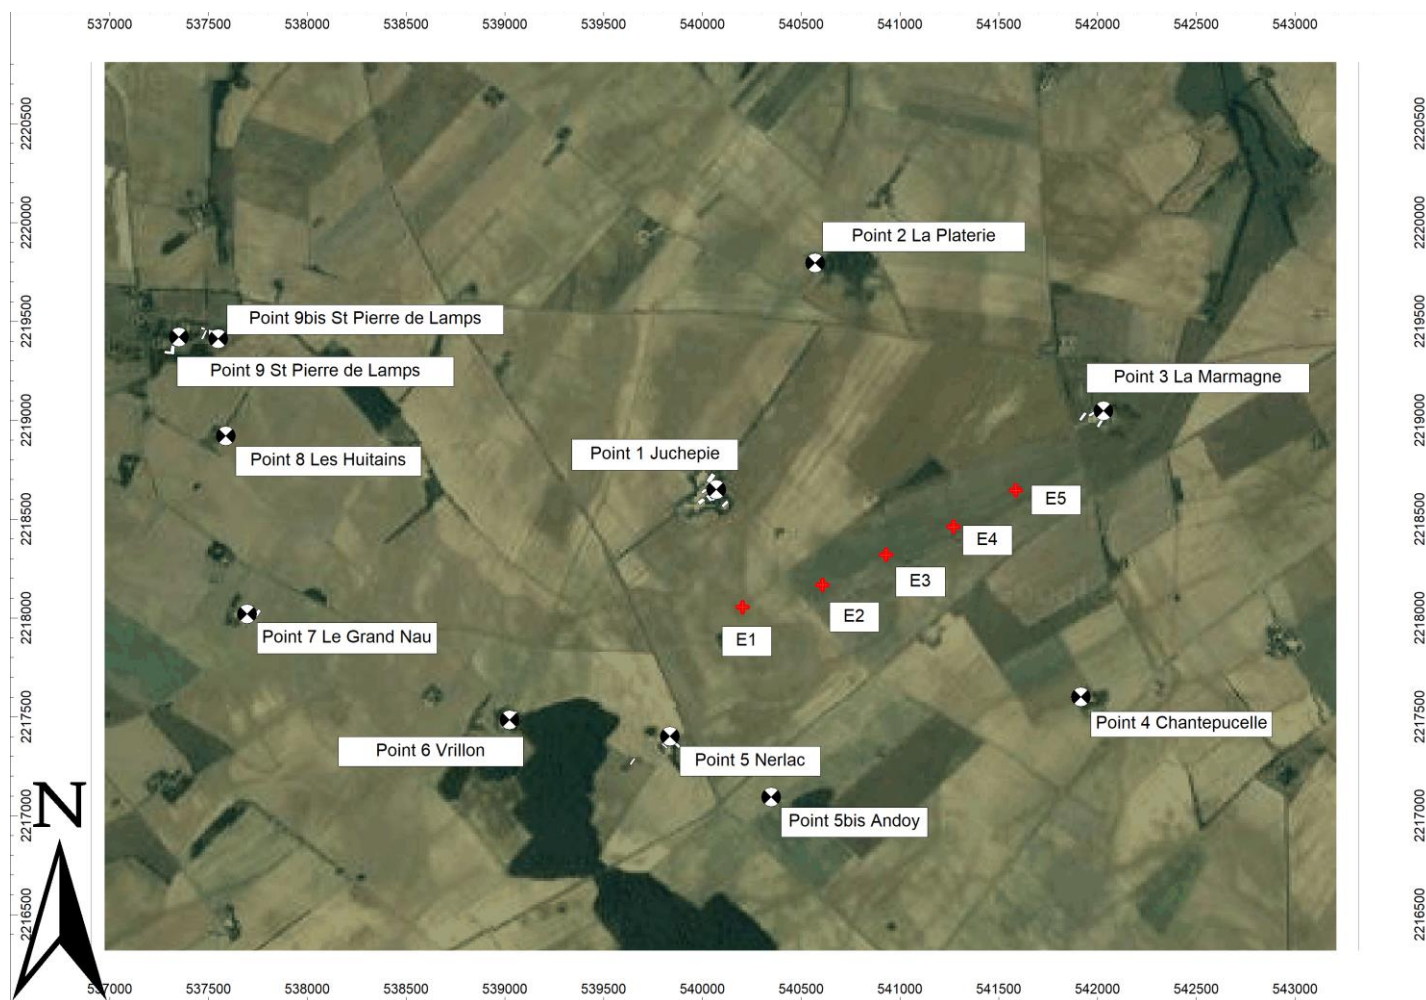 537000 537500 538000 538500 539000 539500 540000 540500 541000 541500 542000 542500 543000
2220500 2220500
2220000 2220000
Point 2 La Platerie
2219500 2219500
Point 9bis St Pierre de Lamps
Point 9 St Pierre de Lamps
Point 3 La Marmagne
2219000 2219000
Point 1 Juchepie
Point 8 Les Huitains
2218500 2218500
E5
E4
E3
E2
E1
2218000 2218000
Point 7 Le Grand Nau
2217500 2217500
Point 4 Chantepucelle
Point 6 Vrillon
Point 5 Nerlac
N
2217000 2217000
Point 5bis Andoy
2216500 2216500
537000 537500 538000 538500 539000 539500 540000 540500 541000 541500 542000 542500 543000